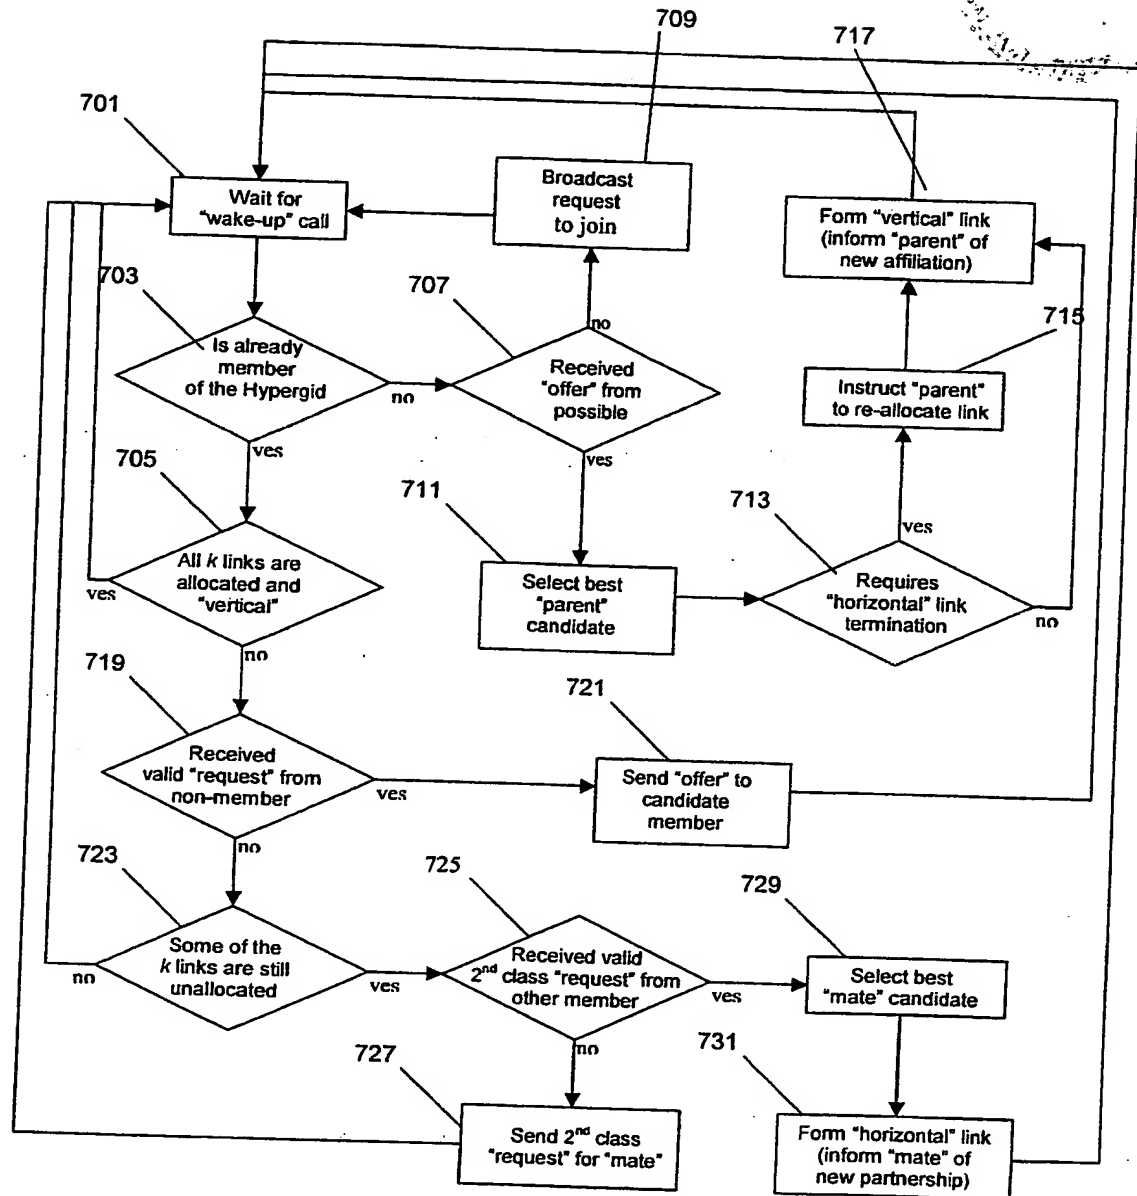 709
717
701
Wait for
"wake-up" call
Broadcast
request
to join
Form "vertical" link
(inform "parent" of
new affiliation)
703
707
715
Is already
member
of the Hypergid
no
no
Received
"offer" from
possible
Instruct "parent"
to re-allocate link
yes
yes
705
711
713
yes
All k links are
allocated and
"vertical"
yes
Select best
"parent"
candidate
Requires
"horizontal" link
termination
no
no
719
721
Received
valid "request" from
non-member
yes
Send "offer" to
candidate
member
no
723
725
729
Some of the
k links are still
unallocated
no
yes
Received valid
2nd class "request" from
other member
yes
Select best
"mate" candidate
no
727
731
Send 2nd class
"request" for "mate"
Form "horizontal" link
(inform "mate" of
new partnership)